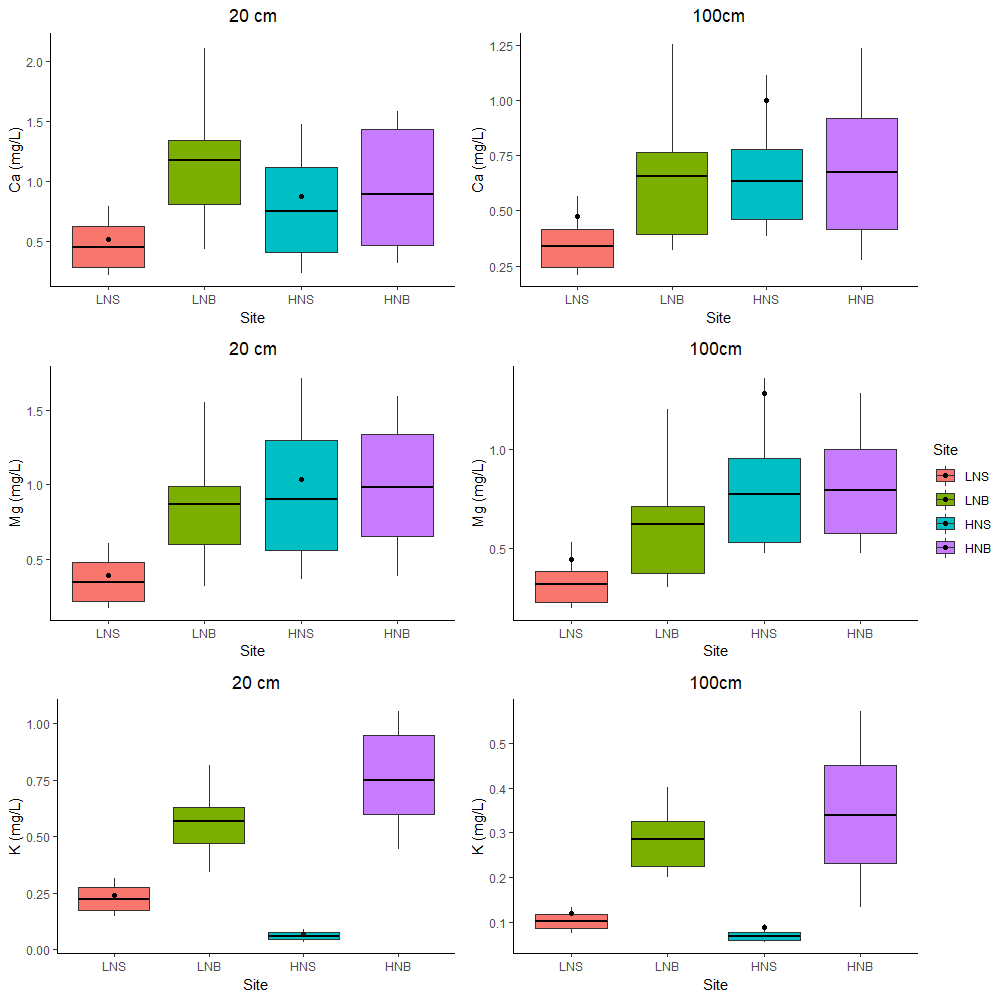 20 cm
Ca (mg/L)
2.0
1.5
1.0
0.5
LNS LNB HNS HNB
Site
100cm
Ca (mg/L)
1.25
1.00
0.75
0.50
0.25
LNS LNB HNS HNB
Site
20 cm
Mg (mg/L)
1.5
1.0
0.5
LNS LNB HNS HNB
Site
100cm
Mg (mg/L)
1.0
0.5
LNS LNB HNS HNB
Site
Site
LNS
LNB
HNS
HNB
20 cm
K (mg/L)
1.00
0.75
0.50
0.25
0.00
LNS LNB HNS HNB
Site
100cm
K (mg/L)
0.5
0.4
0.3
0.2
0.1
LNS LNB HNS HNB
Site